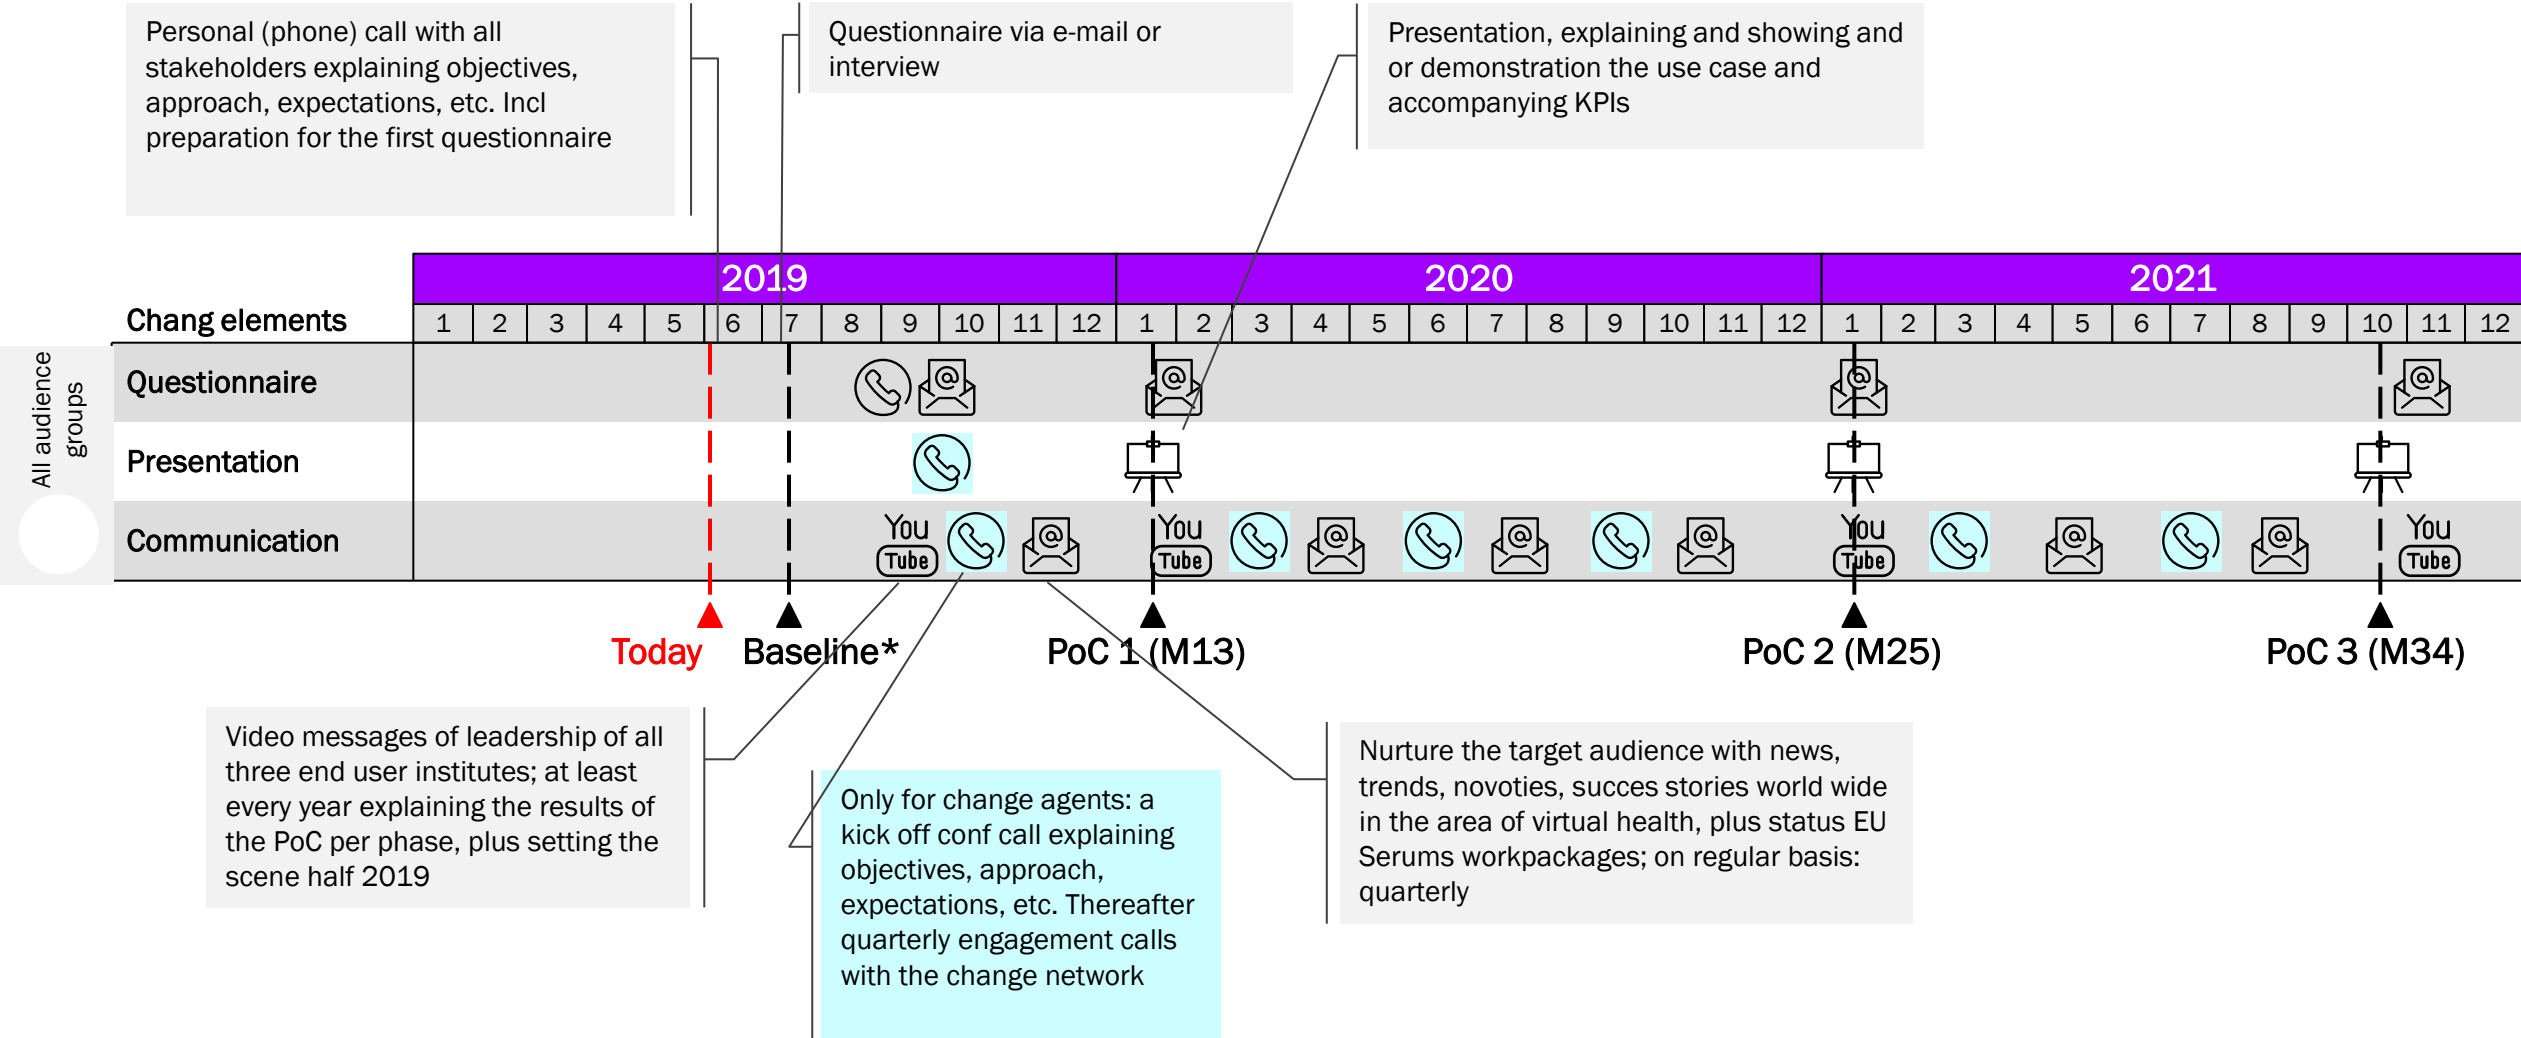 Personal (phone) call with all
stakeholders explaining objectives,
approach, expectations, etc. Incl
preparation for the first questionnaire
Questionnaire via e-mail or
interview
Presentation, explaining and showing and
or demonstration the use case and
accompanying KPIs
2019 2020 2021
Chang elements 1 2 3 4 5 6 7 8 9 10 11 12 1 2 3 4 5 6 7 8 9 10 11 12 1 2 3 4 5 6 7 8 9 10 11 12
All audience
groups
Questionnaire @ @ @ @
Presentation
Communication You Tube @ You Tube @ @ @ You Tube @ @ You Tube
Today Baseline* PoC 1 (M13) PoC 2 (M25) PoC 3 (M34)
Video messages of leadership of all
three end user institutes; at least
every year explaining the results of
the PoC per phase, plus setting the
scene half 2019
Only for change agents: a
kick off conf call explaining
objectives, approach,
expectations, etc. Thereafter
quarterly engagement calls
with the change network
Nurture the target audience with news,
trends, novoties, succes stories world wide
in the area of virtual health, plus status EU
Serums workpackages; on regular basis:
quarterly